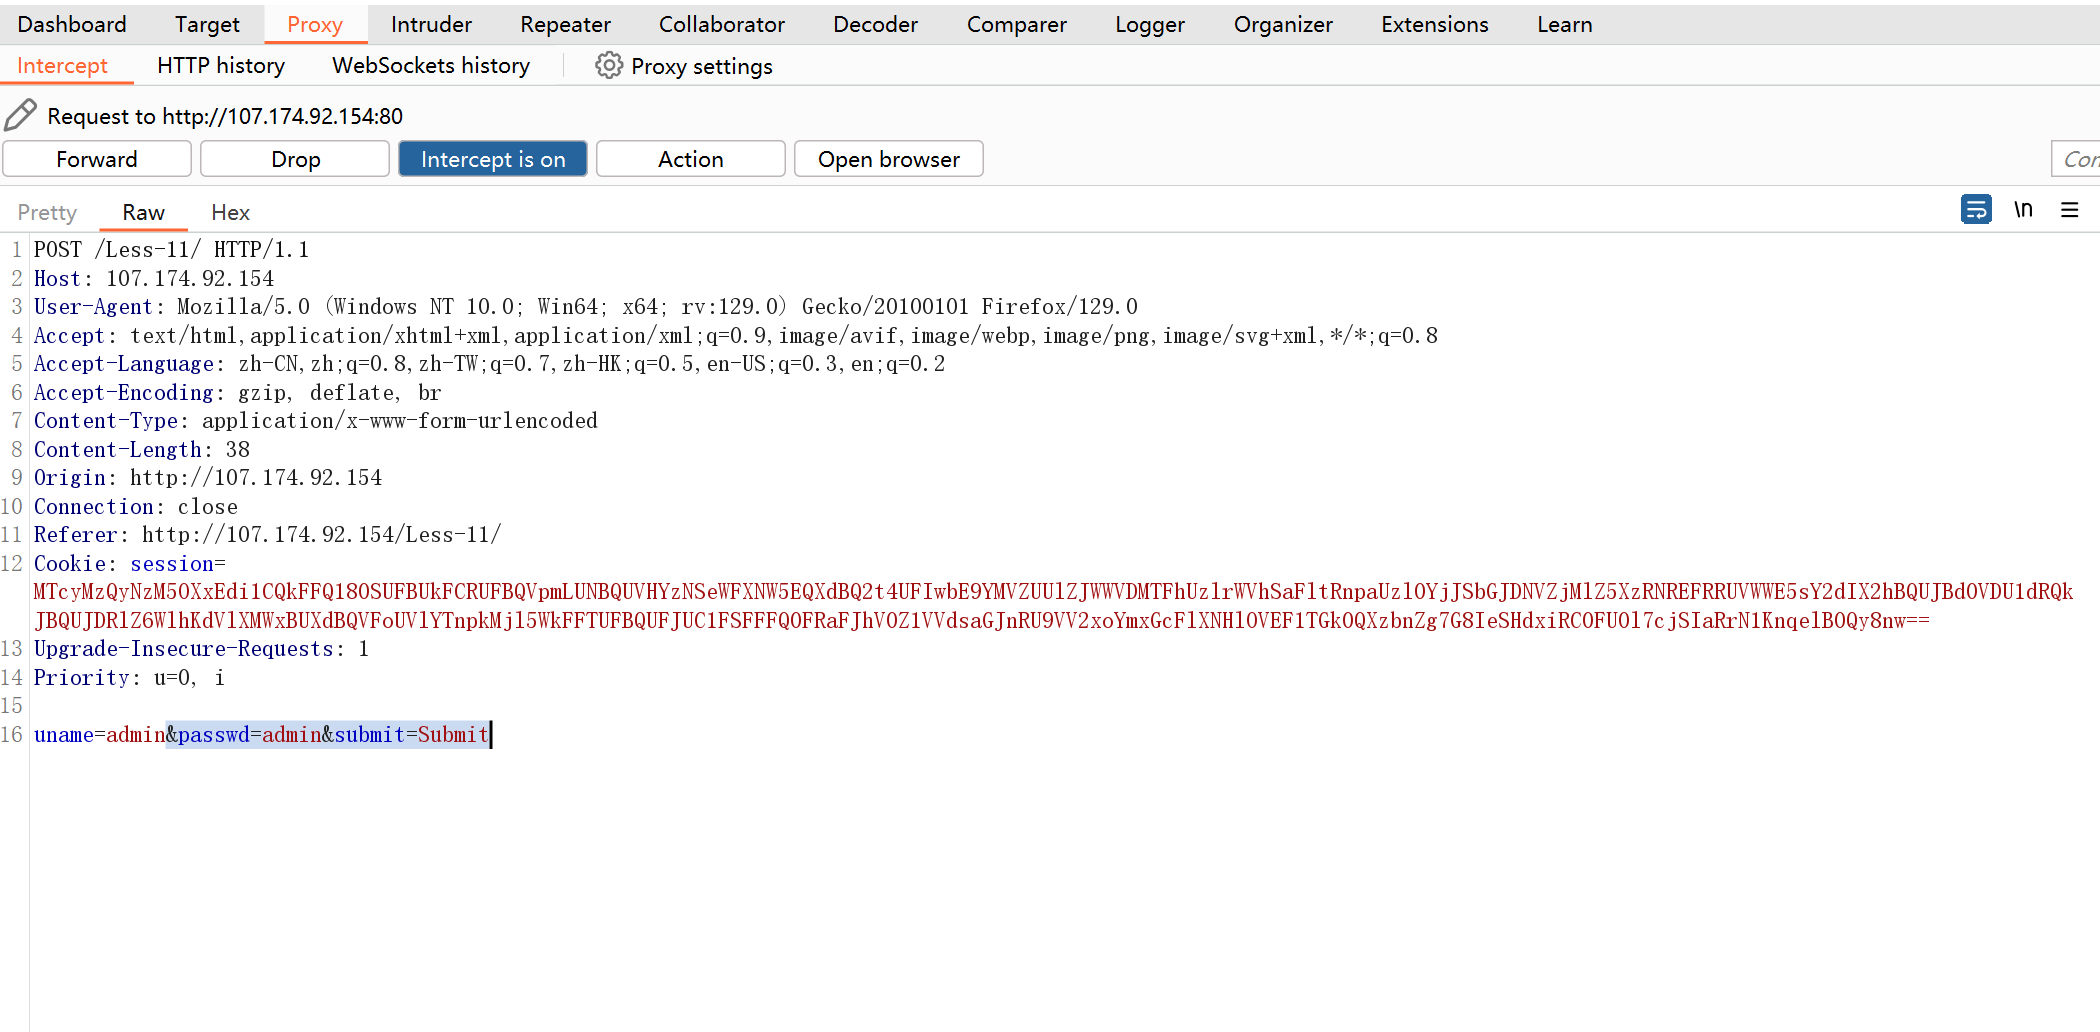 Dashboard Target Proxy Intruder Repeater Collaborator Decoder Comparer Logger Organizer Extensions Learn
Intercept HTTP history WebSockets history Proxy settings
Request to http://107.174.92.154:80
Forward Drop Intercept is on Action Open browser
Pretty Raw Hex \n
1 POST /Less-11/ HTTP/1.1
2 Host: 107.174.92.154
3 User-Agent: Mozilla/5.0 (Windows NT 10.0; Win64; x64; rv:129.0) Gecko/20100101 Firefox/129.0
4 Accept: text/html,application/xhtml+xml,application/xml;q=0.9,image/avif,image/webp,image/png,image/svg+xml,*/*;q=0.8
5 Accept-Language: zh-CN,zh;q=0.8,zh-TW;q=0.7,zh-HK;q=0.5,en-US;q=0.3,en;q=0.2
6 Accept-Encoding: gzip, deflate, br
7 Content-Type: application/x-www-form-urlencoded
8 Content-Length: 38
9 Origin: http://107.174.92.154
10 Connection: close
11 Referer: http://107.174.92.154/Less-11/
12 Cookie: session=
13 Upgrade-Insecure-Requests: 1
14 Priority: u=0, i
15
16 uname=admin&passwd=admin&submit=Submit